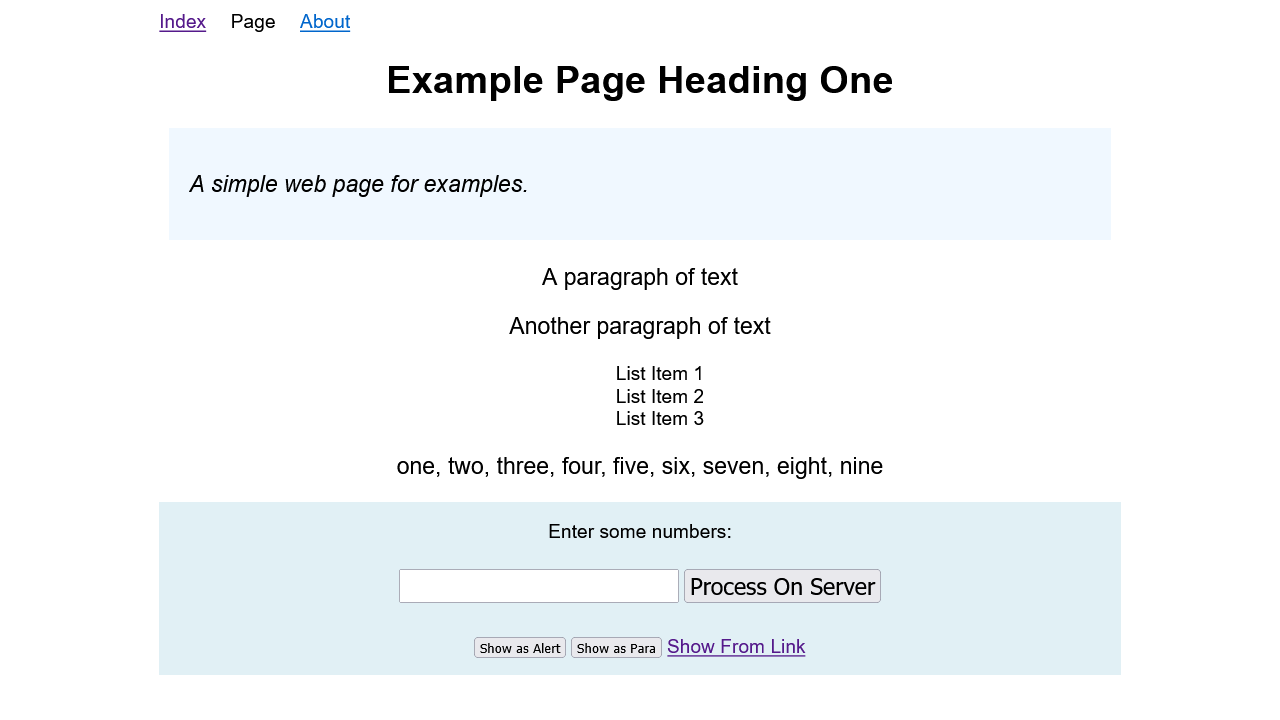 Index Page About
Example Page Heading One
A simple web page for examples.
A paragraph of text
Another paragraph of text
List Item 1
List Item 2
List Item 3
one, two, three, four, five, six, seven, eight, nine
Enter some numbers:
Process On Server
Show as Alert Show as Para Show From Link